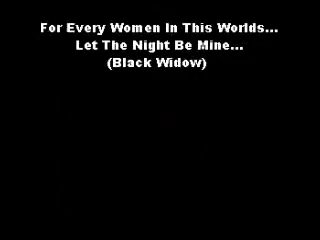 For Every Women In This Worlds...
Let The Night Be Mine...
(Black Widow)